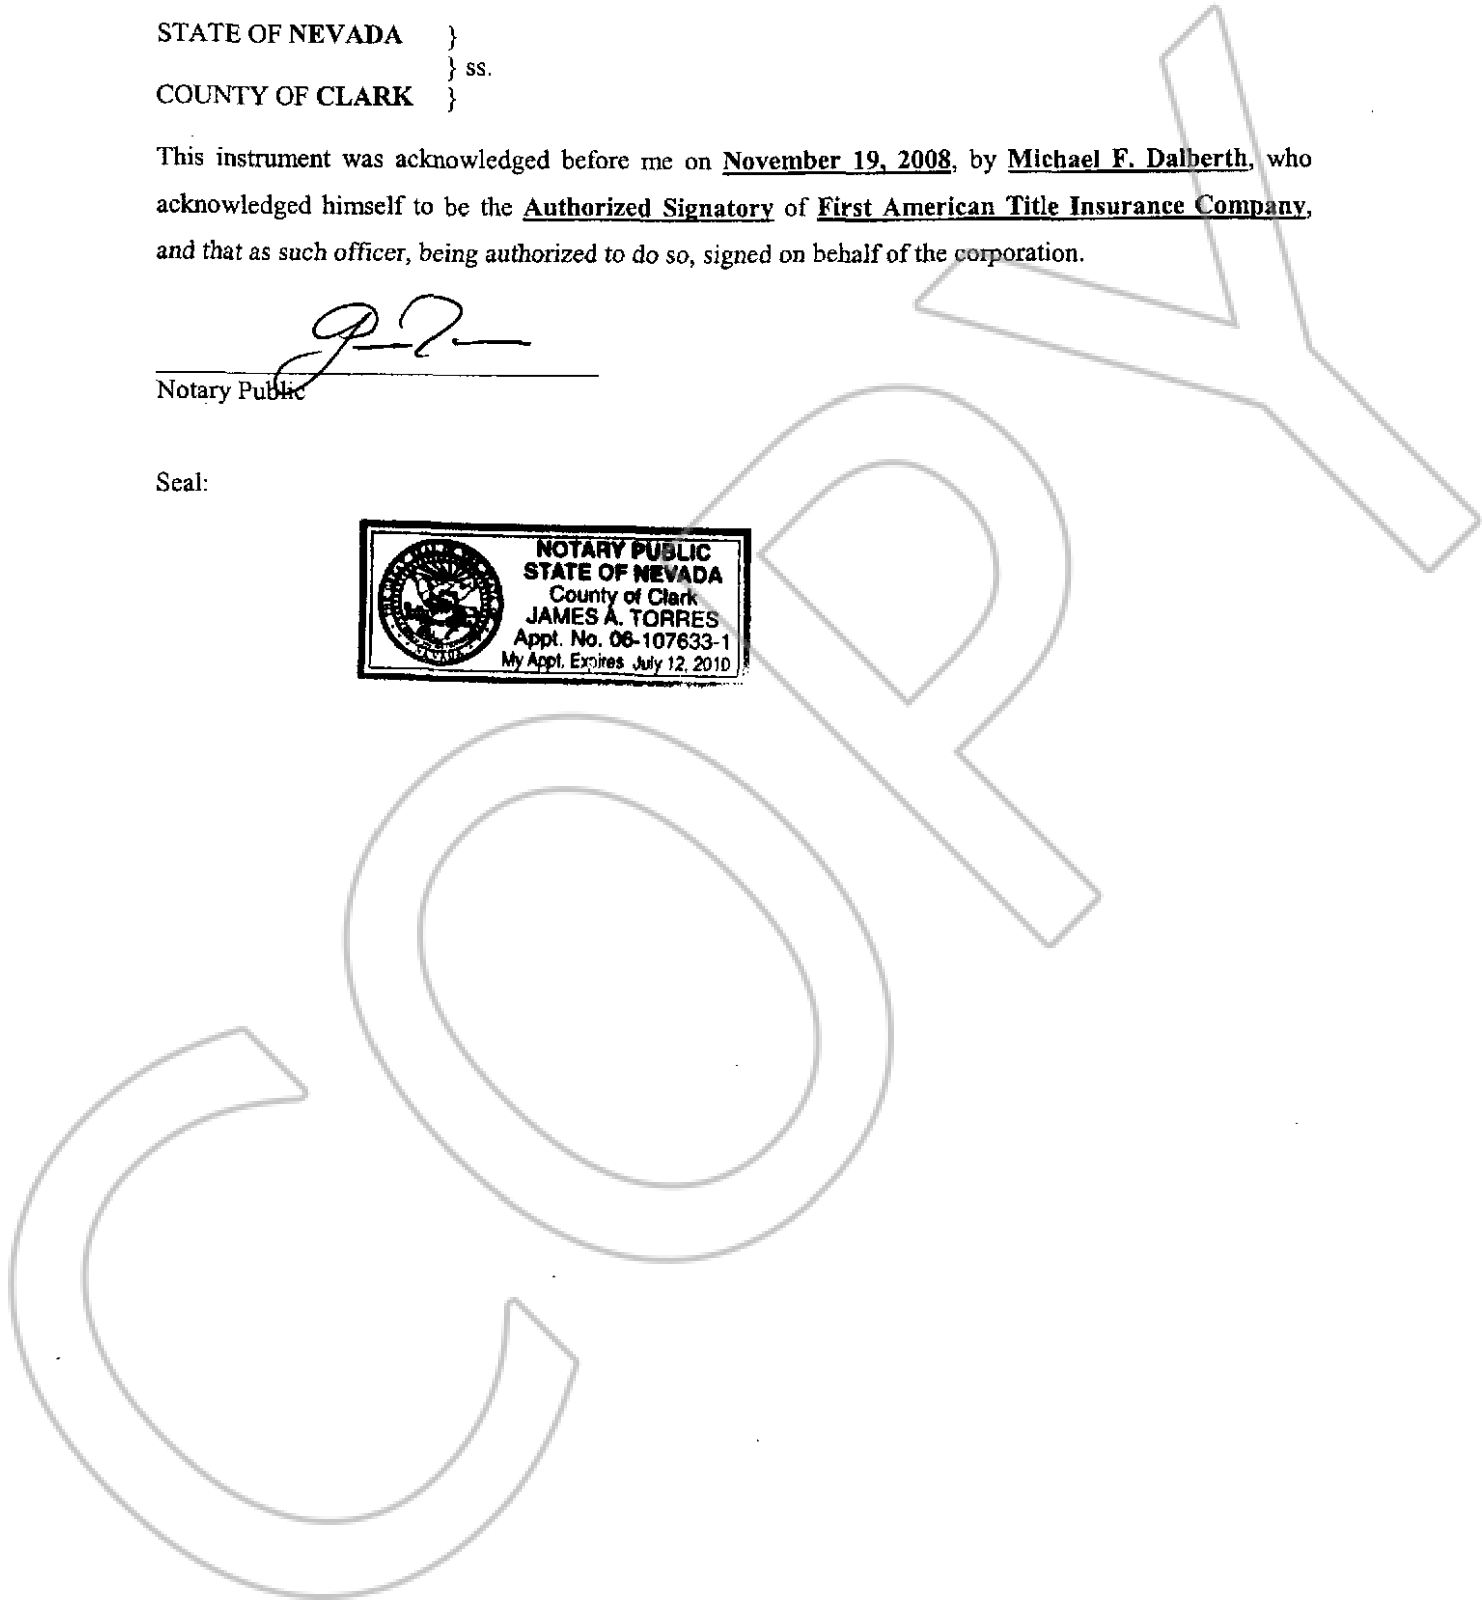 STATE OF NEVADA }
} ss.
COUNTY OF CLARK }
This instrument was acknowledged before me on November 19, 2008, by Michael F. Dalberth, who
acknowledged himself to be the Authorized Signatory of First American Title Insurance Company,
and that as such officer, being authorized to do so, signed on behalf of the corporation.
Notary Public
Seal:
NOTARY PUBLIC
STATE OF NEVADA
County of Clark
JAMES A. TORRES
Appt. No. 06-107633-1
My Appt. Expires July 12, 2010
COPY